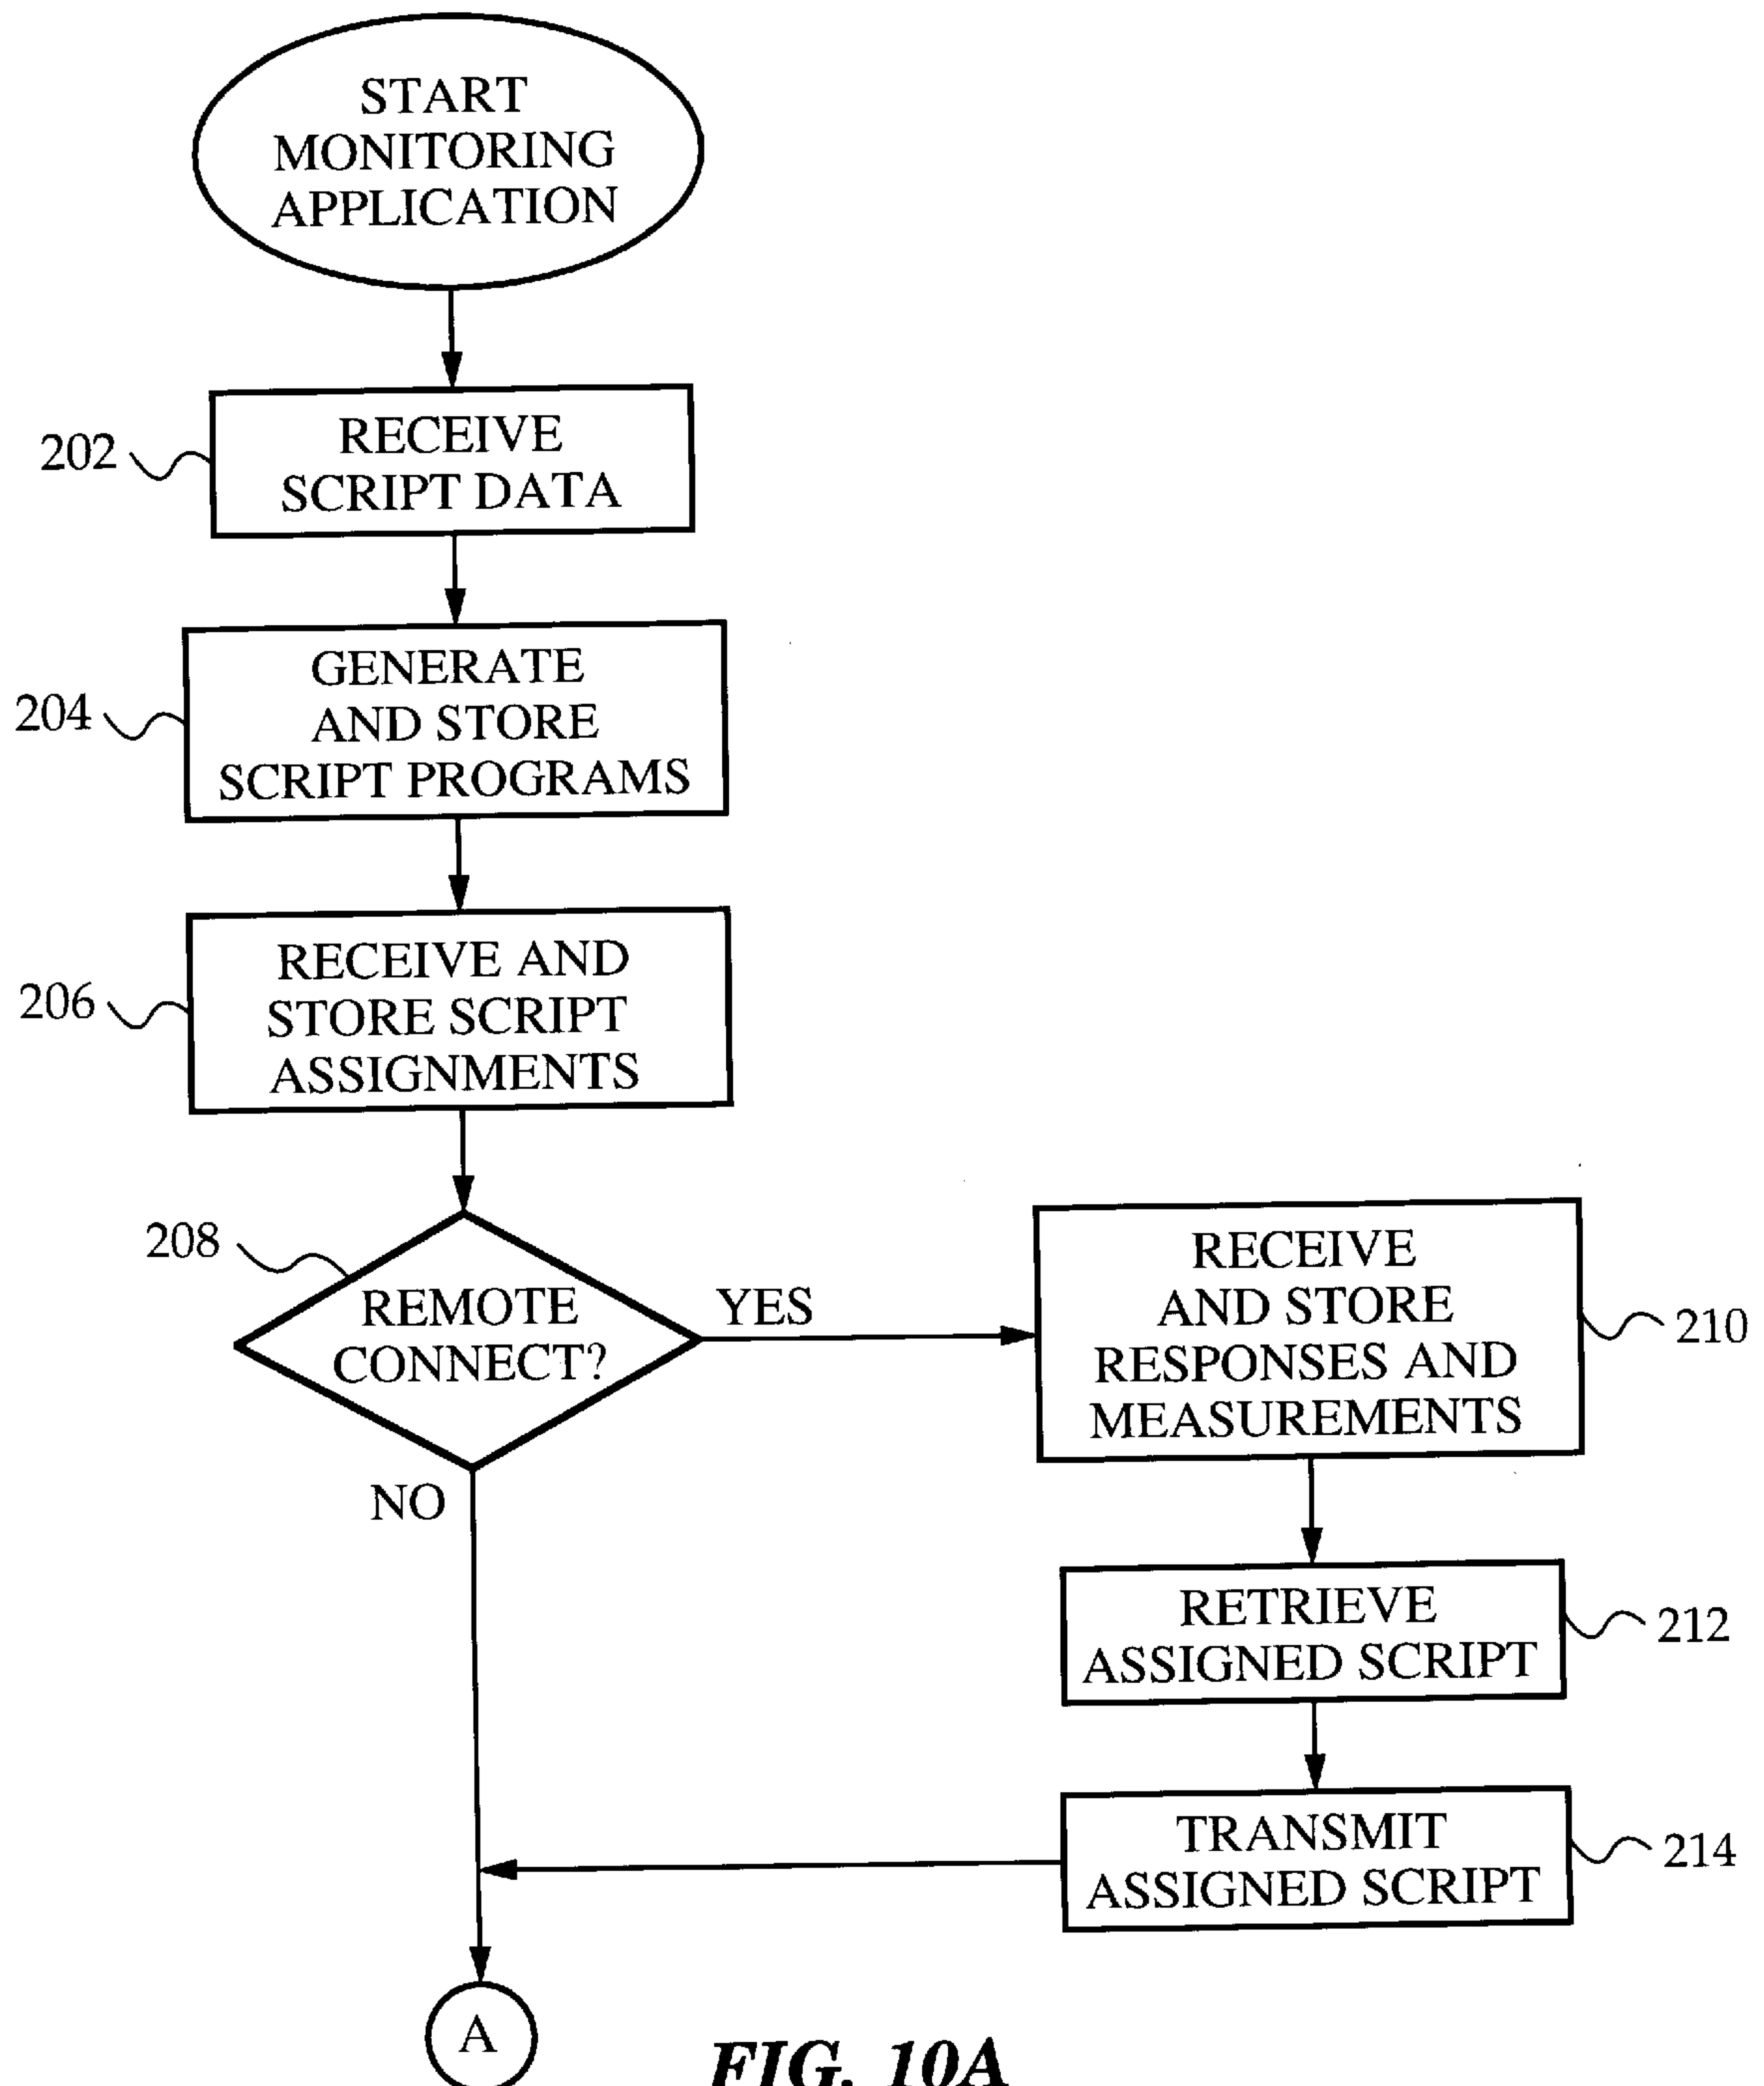 START
MONITORING
APPLICATION
202
RECEIVE
SCRIPT DATA
204
GENERATE
AND STORE
SCRIPT PROGRAMS
206
RECEIVE AND
STORE SCRIPT
ASSIGNMENTS
208
REMOTE
CONNECT?
YES
NO
RECEIVE
AND STORE
RESPONSES AND
MEASUREMENTS
210
RETRIEVE
ASSIGNED SCRIPT
212
TRANSMIT
ASSIGNED SCRIPT
214
A
FIG. 10A